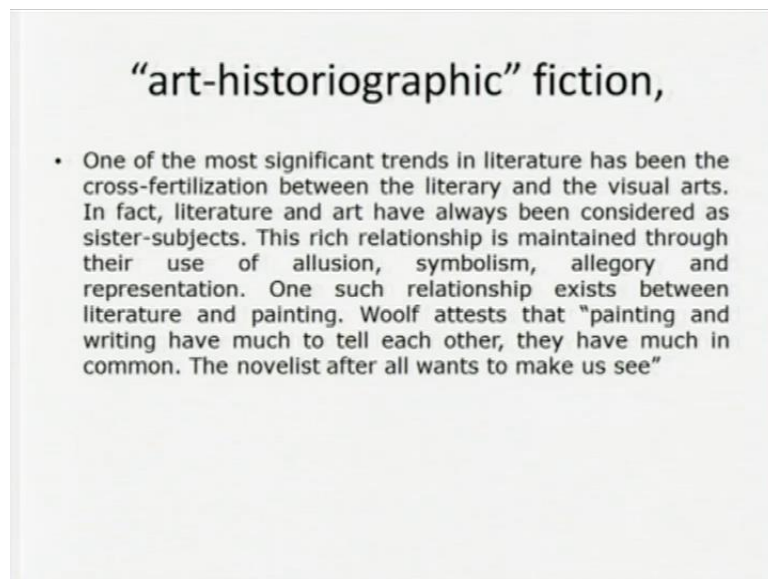 “art-historiographic” fiction,
• One of the most significant trends in literature has been the
cross-fertilization between the literary and the visual arts.
In fact, literature and art have always been considered as
sister-subjects. This rich relationship is maintained through
their use of allusion, symbolism, allegory and
representation. One such relationship exists between
literature and painting. Woolf attests that “painting and
writing have much to tell each other, they have much in
common. The novelist after all wants to make us see”